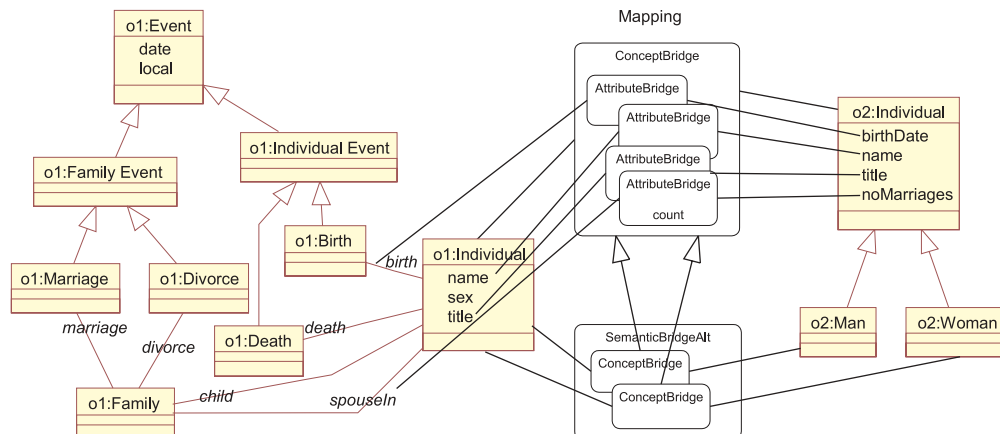 Mapping
o1:Event
date
local
ConceptBridge
AttributeBridge
AttributeBridge
AttributeBridge
AttributeBridge
count
o2:Individual
birthDate
name
title
noMarriages
o1:Family Event
o1:Individual Event
o1:Birth
birth
o1:Individual
name
sex
title
o1:Marriage
o1:Divorce
marriage
divorce
o1:Death
death
child
spouseIn
o1:Family
SemanticBridgeAlt
ConceptBridge
ConceptBridge
o2:Man
o2:Woman